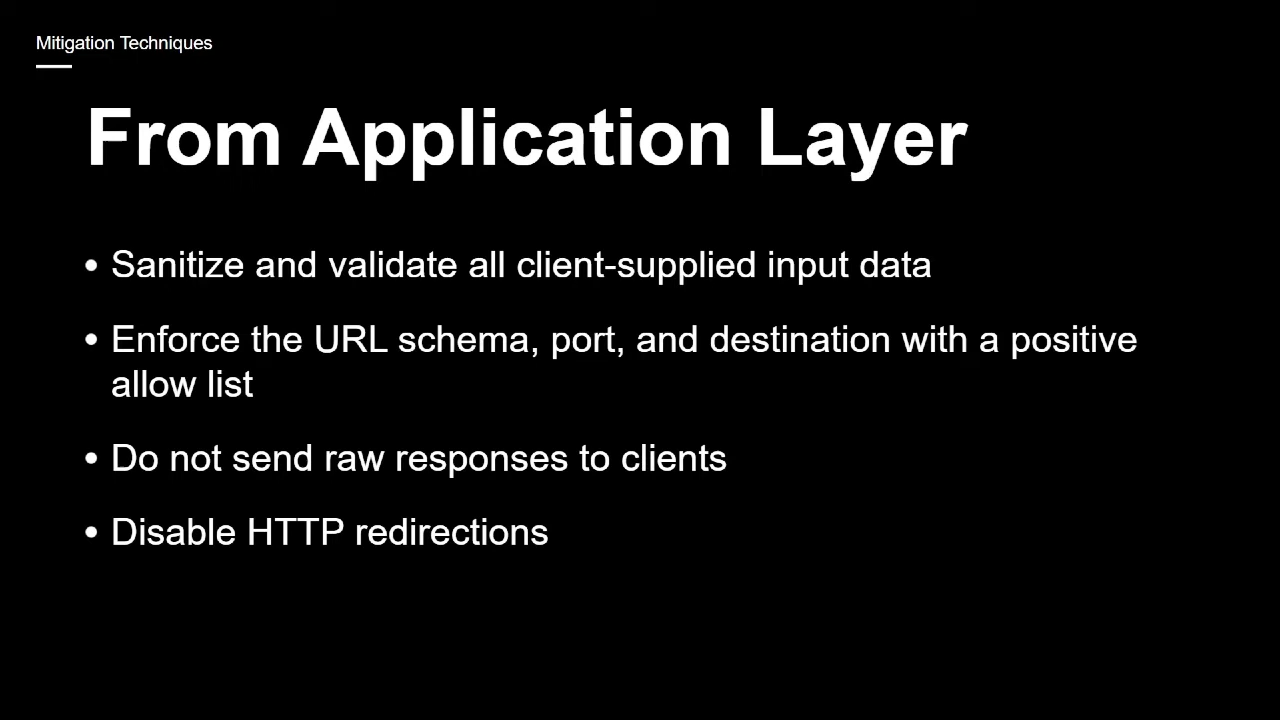 Mitigation Techniques
From Application Layer
• Sanitize and validate all client-supplied input data
• Enforce the URL schema, port, and destination with a positive
allow list
• Do not send raw responses to clients
• Disable HTTP redirections